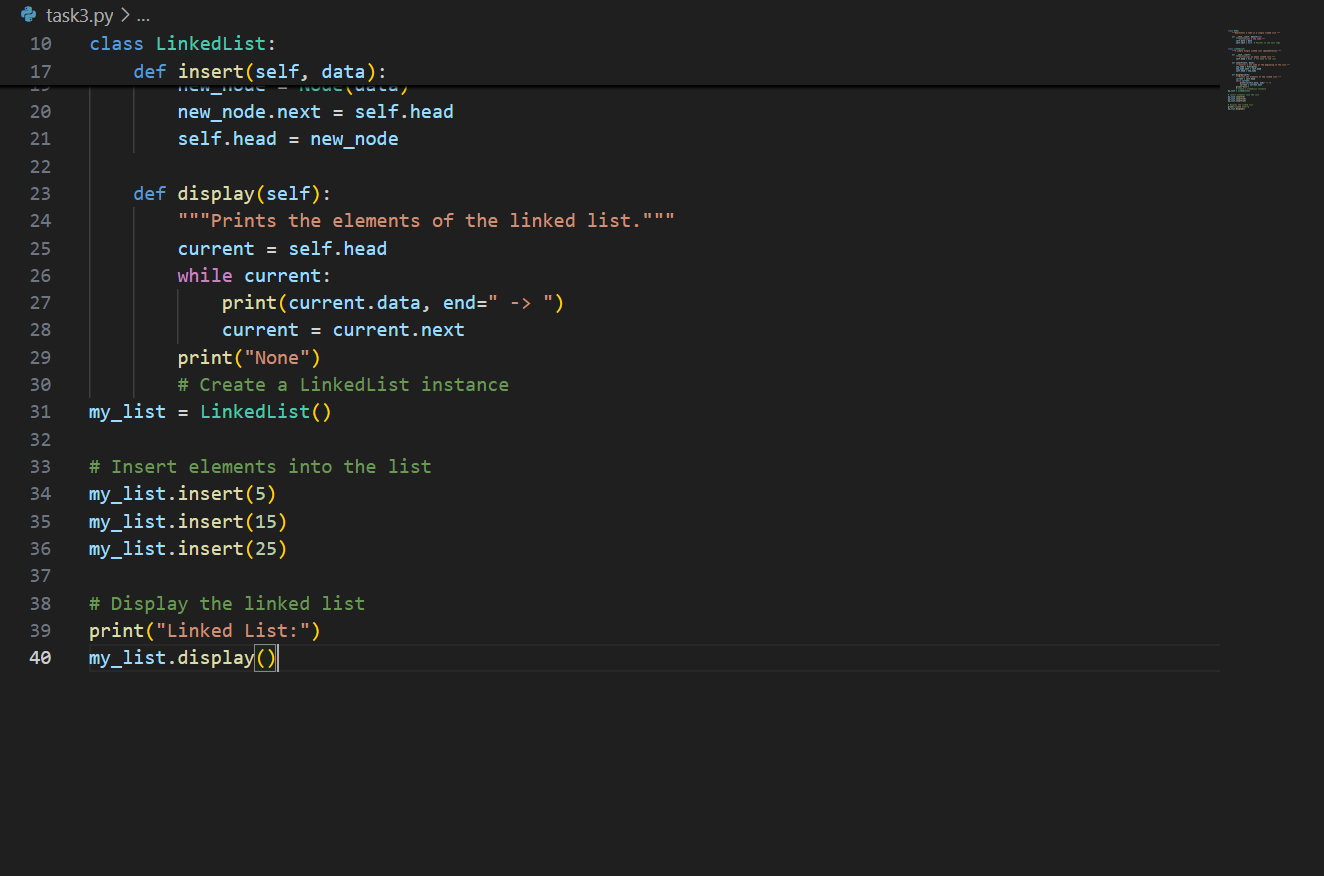 task3.py > ...
10 class LinkedList:
17     def insert(self, data):
19         new_node = Node(data)
20         new_node.next = self.head
21         self.head = new_node
22
23     def display(self):
24         """Prints the elements of the linked list."""
25         current = self.head
26         while current:
27             print(current.data, end=" -> ")
28             current = current.next
29         print("None")
30         # Create a LinkedList instance
31 my_list = LinkedList()
32
33 # Insert elements into the list
34 my_list.insert(5)
35 my_list.insert(15)
36 my_list.insert(25)
37
38 # Display the linked list
39 print("Linked List:")
40 my_list.display()